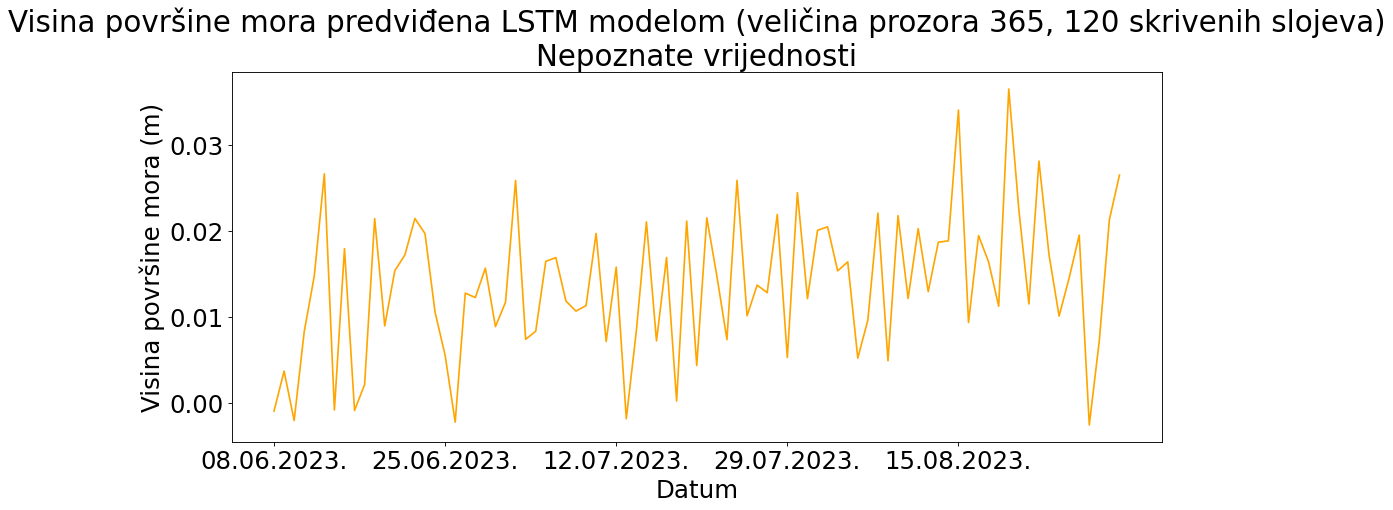 Visina površine mora predviđena LSTM modelom (veličina prozora 365, 120 skrivenih slojeva)
Nepoznate vrijednosti
Visina površine mora (m)
0.03
0.02
0.01
0.00
08.06.2023. 25.06.2023. 12.07.2023. 29.07.2023. 15.08.2023.
Datum